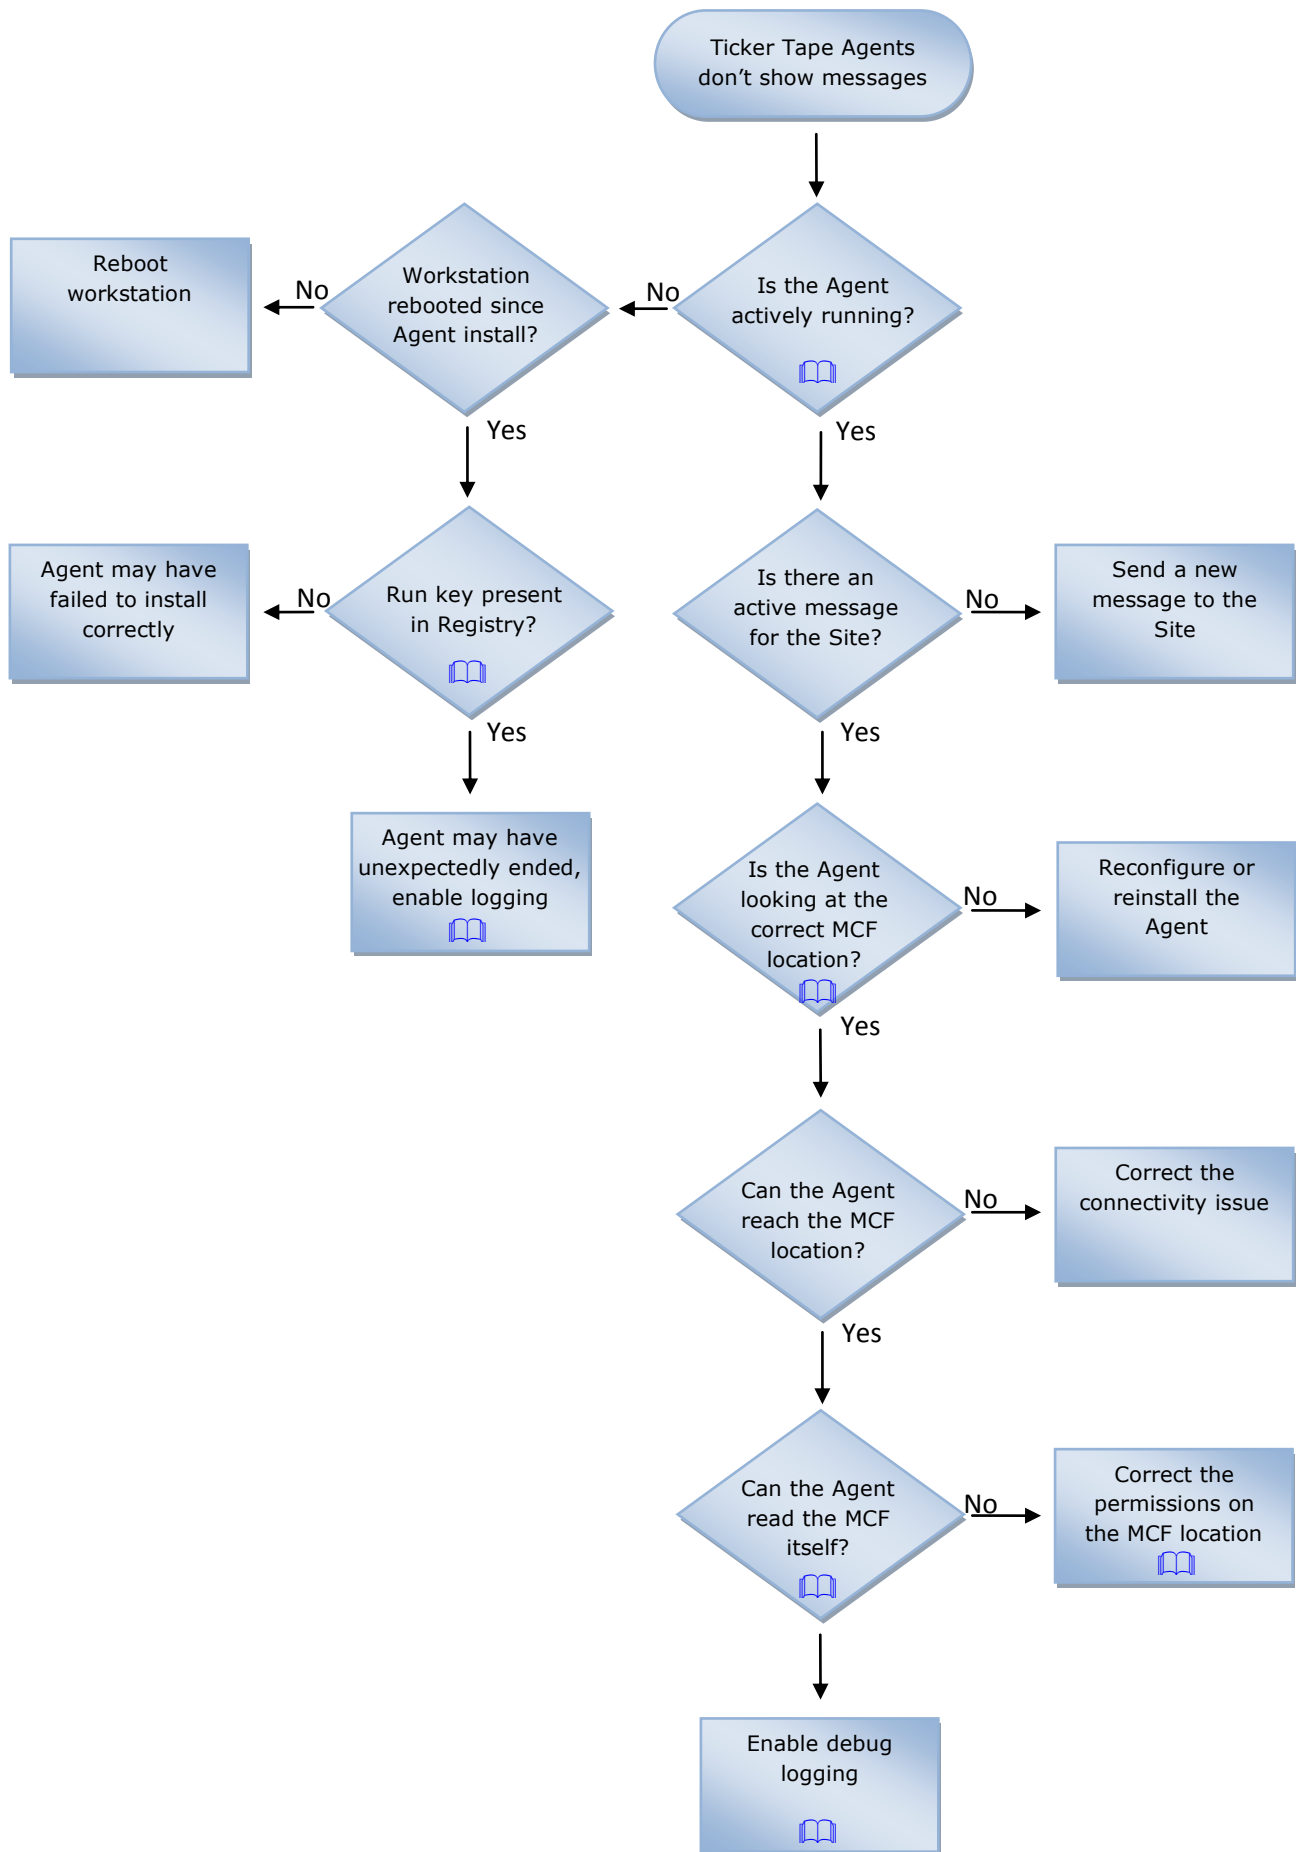 Ticker Tape Agents
don't show messages
Is the Agent
actively running?
No
Workstation
rebooted since
Agent install?
No
Reboot
workstation
Yes
Run key present
in Registry?
No
Agent may have
failed to install
correctly
Yes
Agent may have
unexpectedly ended,
enable logging
Yes
Is there an
active message
for the Site?
No
Send a new
message to the
Site
Yes
Is the Agent
looking at the
correct MCF
location?
No
Reconfigure or
reinstall the
Agent
Yes
Can the Agent
reach the MCF
location?
No
Correct the
connectivity issue
Yes
Can the Agent
read the MCF
itself?
No
Correct the
permissions on
the MCF location
Enable debug
logging